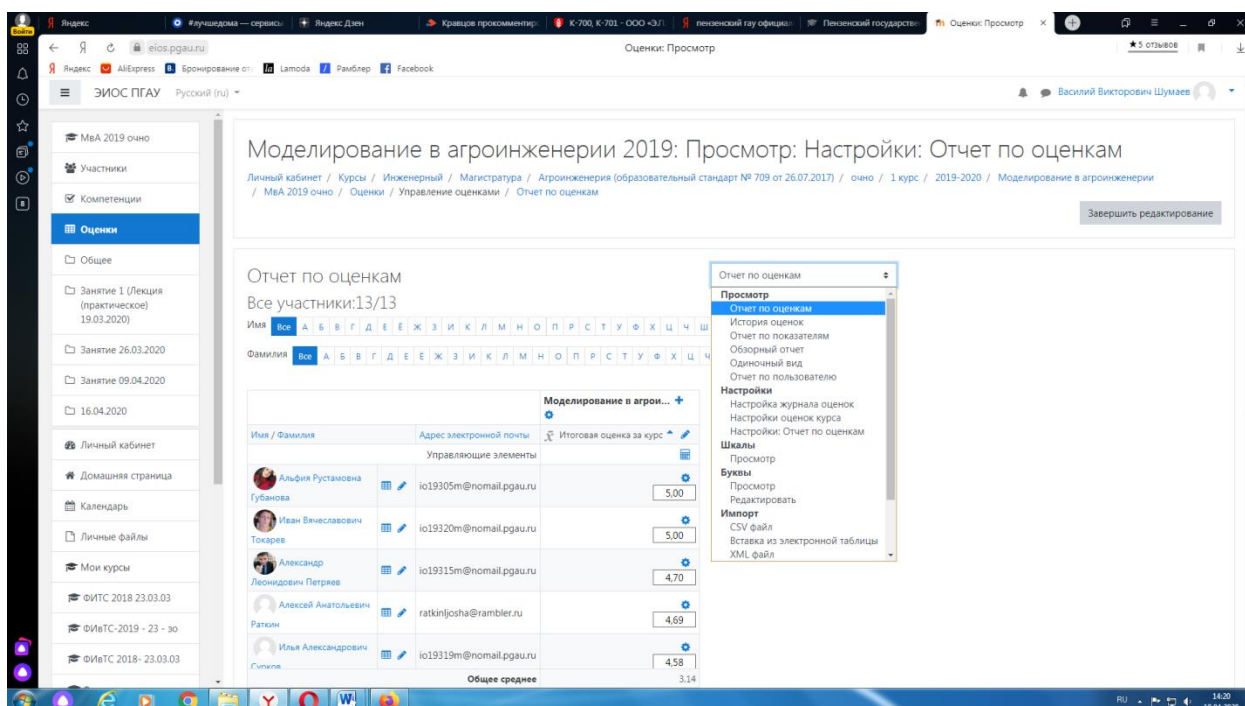 Войти
Яндекс
#лучшедома — сервисы
Яндекс Дзен
Кравцов прокомментиро
К-700, К-701 - ООО «ЭЛ
пензенский гау официал
Пензенский государстве
Оценки: Просмотр
eios.pgau.ru
Оценки: Просмотр
★5 отзывов
Яндекс
AliExpress
Бронирование от
Lamoda
Рамблер
Facebook
ЭИОС ПГАУ Русский (ru)
Василий Викторович Шумаев
МвА 2019 очно
Участники
Компетенции
Оценки
Общее
Занятие 1 (Лекция
(практическое)
19.03.2020)
Занятие 26.03.2020
Занятие 09.04.2020
16.04.2020
Личный кабинет
Домашняя страница
Календарь
Личные файлы
Мои курсы
ФИТС 2018 23.03.03
ФИвТС-2019 - 23 - зо
ФИвТС 2018- 23.03.03
Моделирование в агроинженерии 2019: Просмотр: Настройки: Отчет по оценкам
Личный кабинет / Курсы / Инженерный / Магистратура / Агроинженерия (образовательный стандарт № 709 от 26.07.2017) / очно / 1 курс / 2019-2020 / Моделирование в агроинженерии
/ МвА 2019 очно / Оценки / Управление оценками / Отчет по оценкам
Завершить редактирование
Отчет по оценкам
Все участники:13/13
Имя Все А Б В Г Д Е Ё Ж З И К Л М Н О П Р С Т У Ф Х Ц Ч Ш
Фамилия Все А Б В Г Д Е Ё Ж З И К Л М Н О П Р С Т У Ф Х Ц Ч
Отчет по оценкам
Просмотр
Отчет по оценкам
История оценок
Отчет по показателям
Обзорный отчет
Одиночный вид
Отчет по пользователю
Настройки
Настройка журнала оценок
Настройки оценок курса
Настройки: Отчет по оценкам
Шкалы
Просмотр
Буквы
Просмотр
Редактировать
Импорт
CSV файл
Вставка из электронной таблицы
XML файл
Моделирование в агрои...
Имя / Фамилия
Адрес электронной почты
Итоговая оценка за курс
Управляющие элементы
Альфия Рустамовна
Губанова
io19305m@nomail.pgau.ru
5,00
Иван Вячеславович
Токарев
io19320m@nomail.pgau.ru
5,00
Александр
Леонидович Петряев
io19315m@nomail.pgau.ru
4,70
Алексей Анатольевич
Раткин
ratkinljosha@rambler.ru
4,69
Илья Александрович
Сурков
io19319m@nomail.pgau.ru
4,58
Общее среднее
3.14
RU
14:20